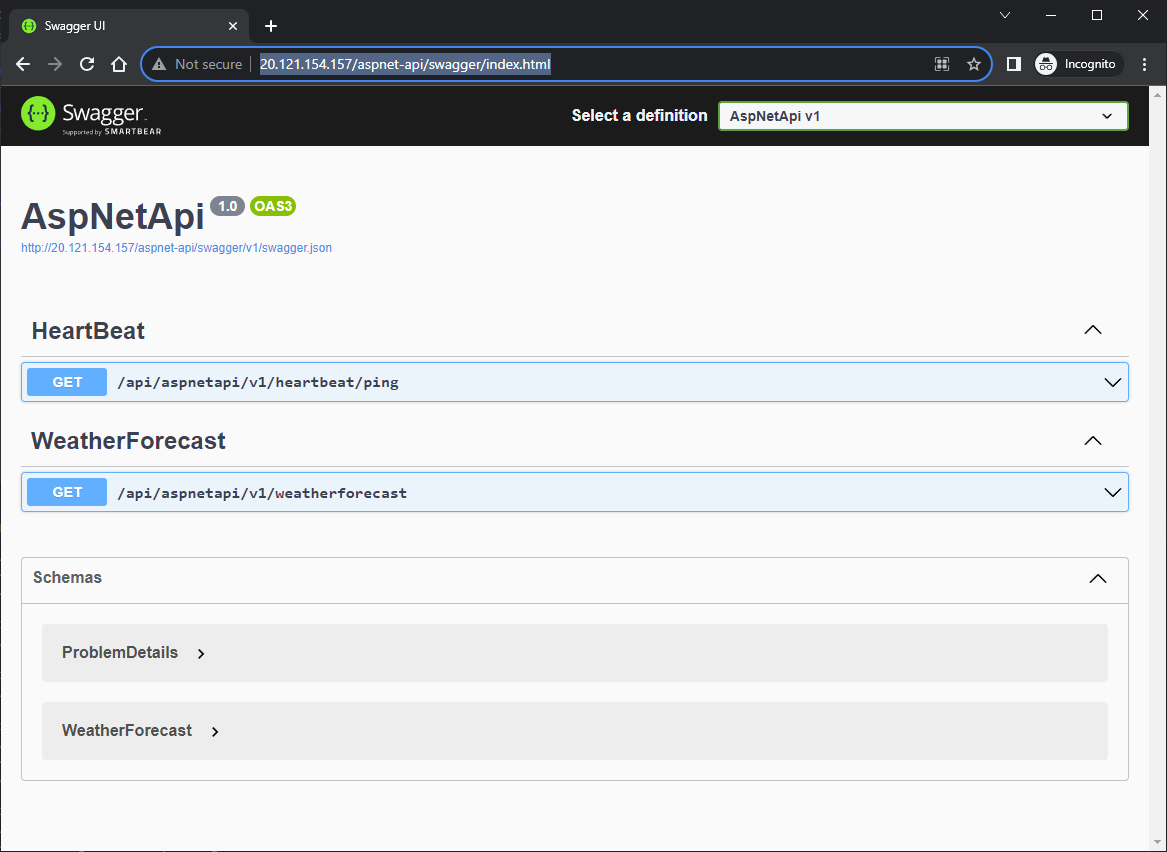 Swagger UI
Not secure
20.121.154.157/aspnet-api/swagger/index.html
Incognito
Swagger
Supported by SMARTBEAR
Select a definition
AspNetApi v1
AspNetApi 1.0 OAS3
http://20.121.154.157/aspnet-api/swagger/v1/swagger.json
HeartBeat
GET /api/aspnetapi/v1/heartbeat/ping
WeatherForecast
GET /api/aspnetapi/v1/weatherforecast
Schemas
ProblemDetails
WeatherForecast